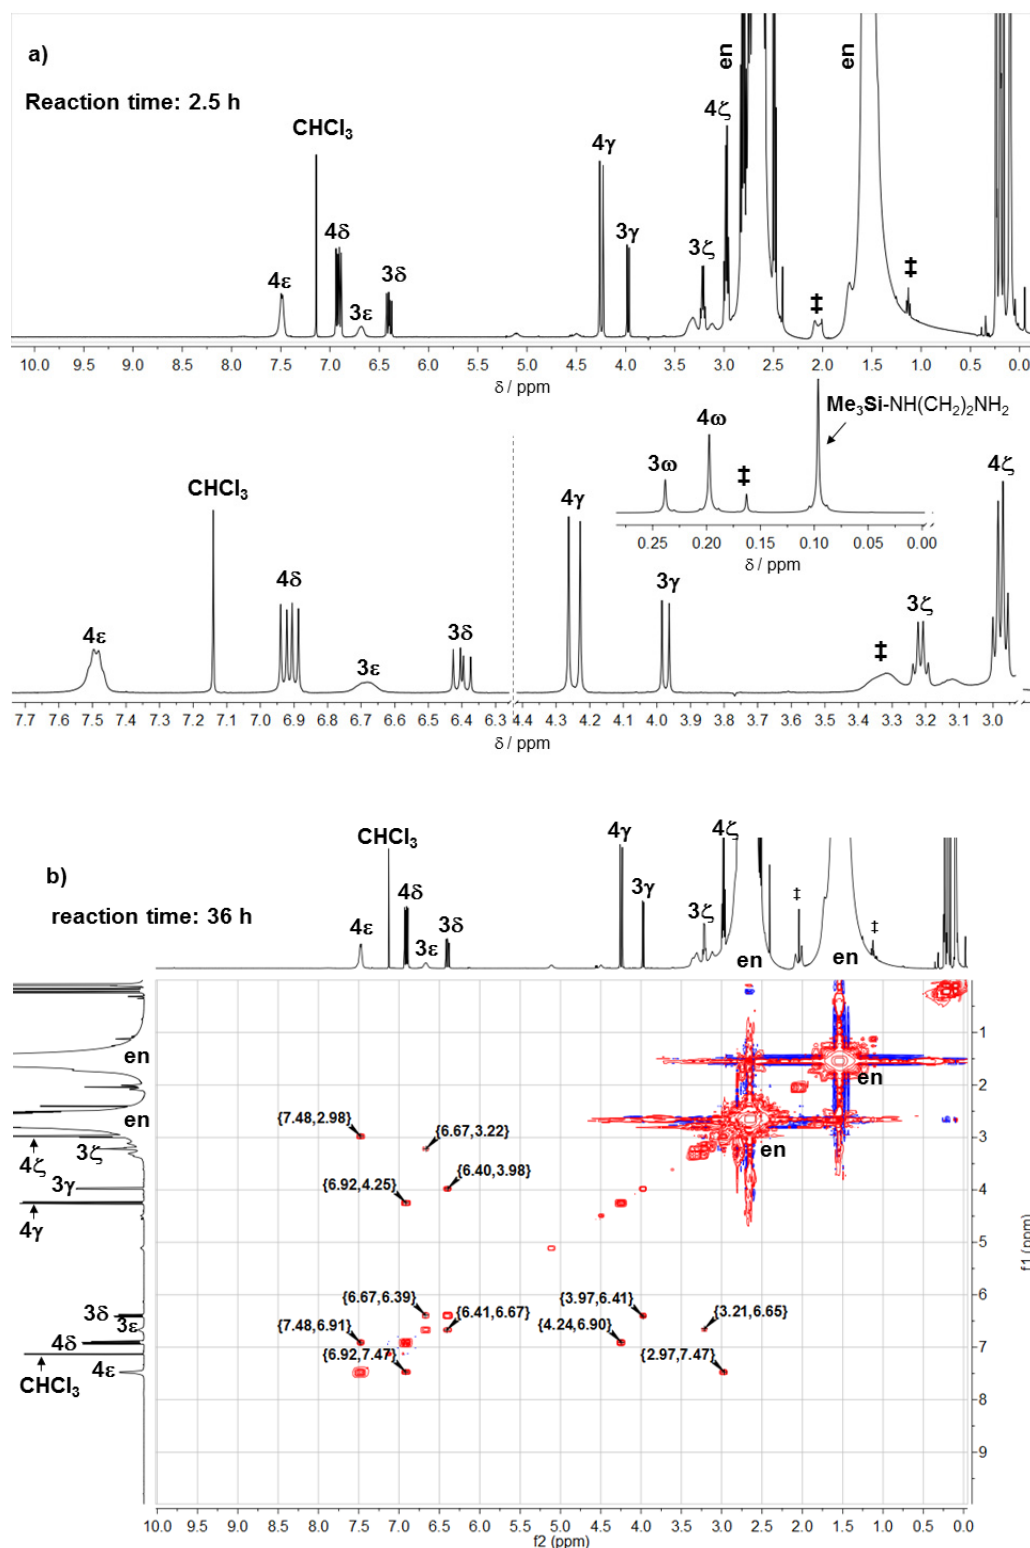 a)
Reaction time: 2.5 h
CHCl₃
4ε
4δ
3ε
3δ
4γ
3γ
3ζ
4ζ
en
en
‡
‡
10.0 9.5 9.0 8.5 8.0 7.5 7.0 6.5 6.0 5.5 5.0 4.5 4.0 3.5 3.0 2.5 2.0 1.5 1.0 0.5 0.0
δ / ppm
Me₃Si-NH(CH₂)₂NH₂
3ω
4ω
‡
0.25 0.20 0.15 0.10 0.05 0.00
δ / ppm
CHCl₃
4ε
4δ
3ε
3δ
4γ
3γ
‡
3ζ
4ζ
7.7 7.6 7.5 7.4 7.3 7.2 7.1 7.0 6.9 6.8 6.7 6.6 6.5 6.4 6.3 4.4 4.3 4.2 4.1 4.0 3.9 3.8 3.7 3.6 3.5 3.4 3.3 3.2 3.1 3.0
δ / ppm
b)
reaction time: 36 h
CHCl₃
4ε
4δ
3ε
3δ
4γ
3γ
3ζ
4ζ
en
‡
en
‡
en
en
4ζ
3ζ
3γ
4γ
3δ
3ε
4δ
4ε
CHCl₃
en
en
{7.48,2.98}
{6.67,3.22}
{6.92,4.25}
{6.40,3.98}
{6.67,6.39}
{6.41,6.67}
{7.48,6.91}
{6.92,7.47}
{3.97,6.41}
{4.24,6.90}
{3.21,6.65}
{2.97,7.47}
1
2
3
4
5
6
7
8
9
f1 (ppm)
10.0 9.5 9.0 8.5 8.0 7.5 7.0 6.5 6.0 5.5 5.0 4.5 4.0 3.5 3.0 2.5 2.0 1.5 1.0 0.5 0.0
f2 (ppm)